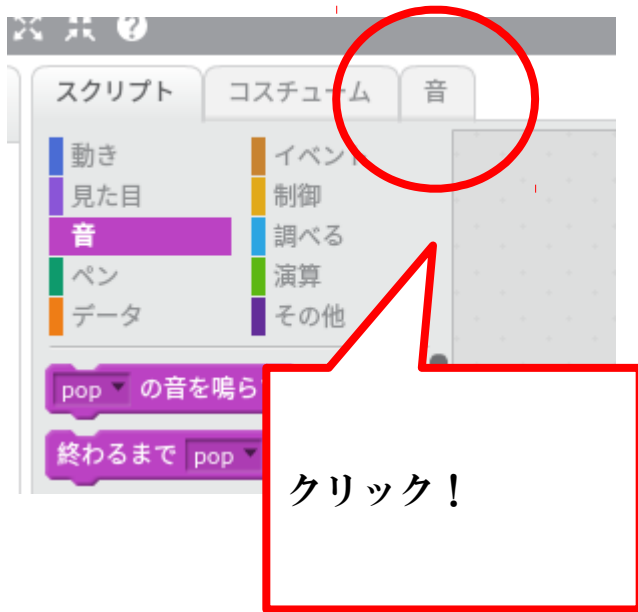 スクリプト コスチューム 音
動き イベント
見た目 制御
音 調べる
ペン 演算
データ その他
pop の音を鳴ら
終わるまで pop
クリック！